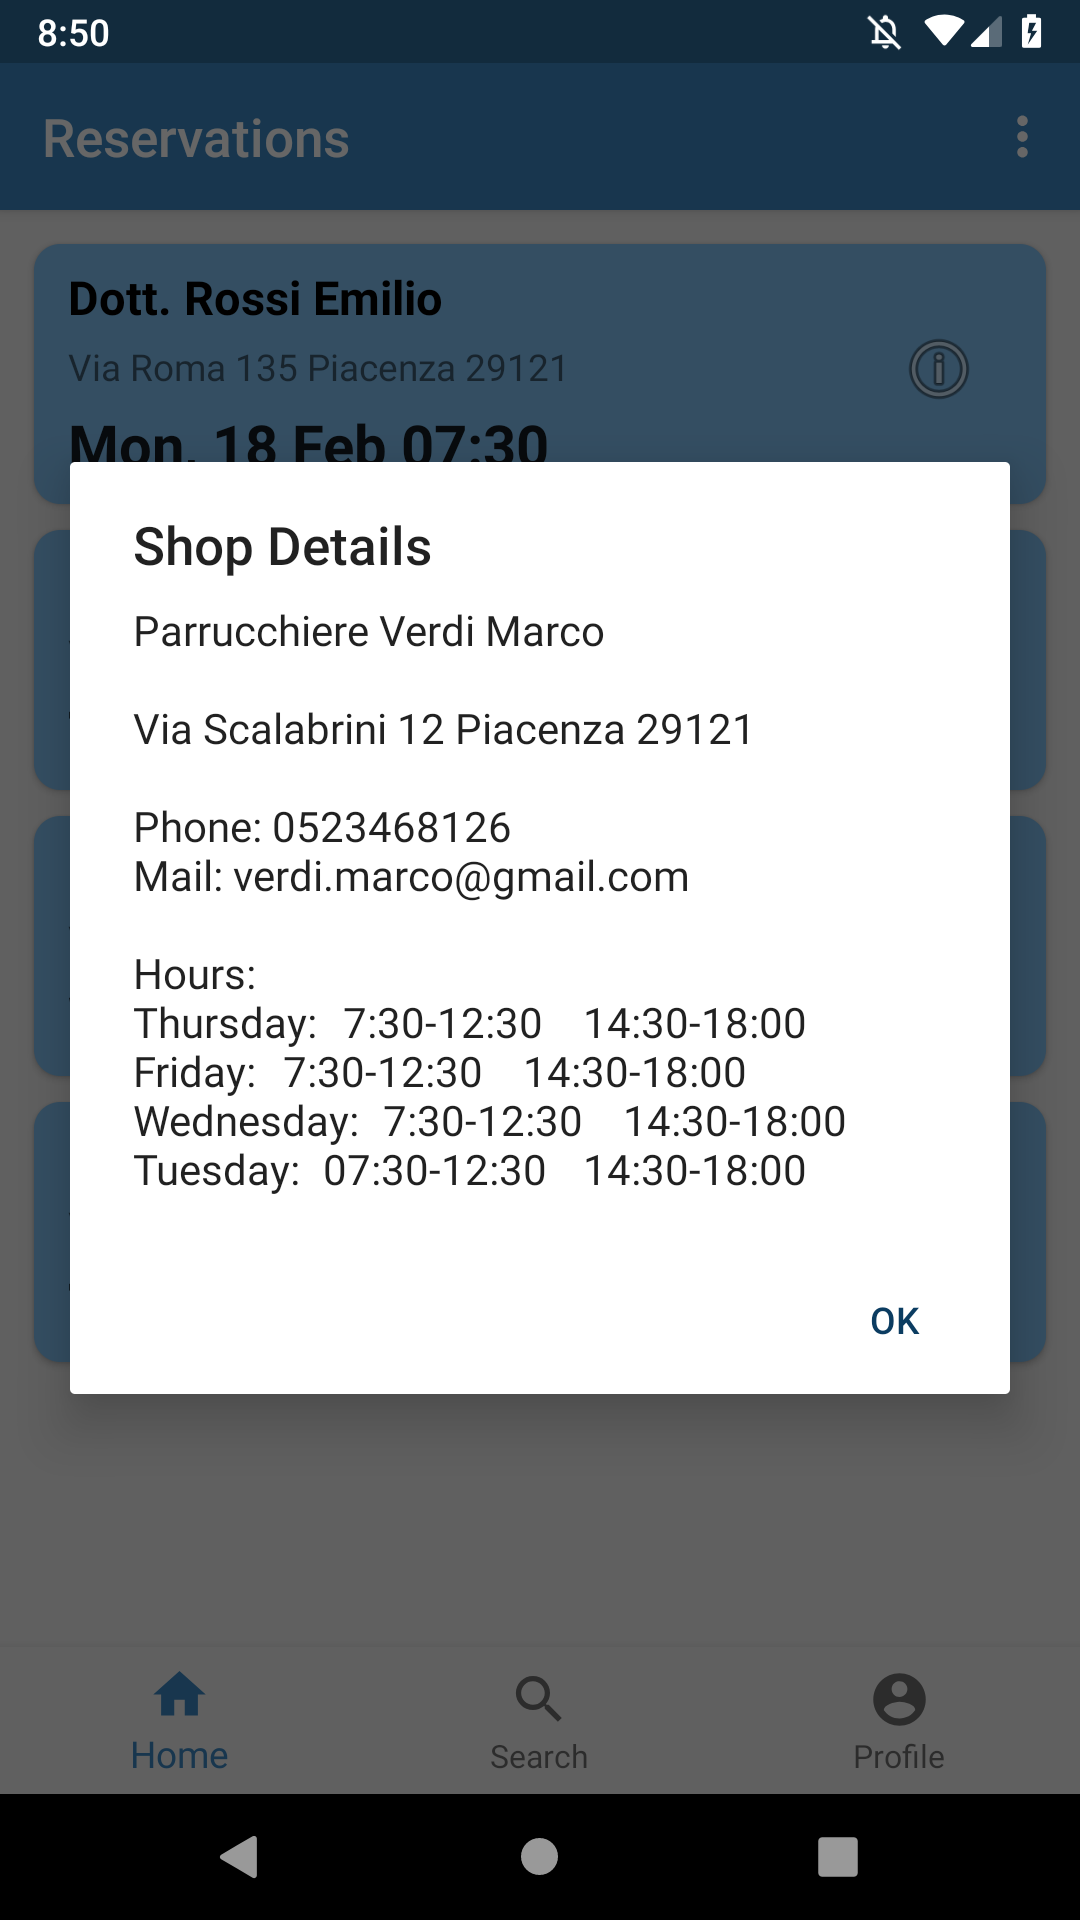 8:50
Reservations
Dott. Rossi Emilio
Via Roma 135 Piacenza 29121
Mon, 18 Feb 07:30
Shop Details
Parrucchiere Verdi Marco
Via Scalabrini 12 Piacenza 29121
Phone: 0523468126
Mail: verdi.marco@gmail.com
Hours:
Thursday: 7:30-12:30 14:30-18:00
Friday: 7:30-12:30 14:30-18:00
Wednesday: 7:30-12:30 14:30-18:00
Tuesday: 07:30-12:30 14:30-18:00
OK
Home
Search
Profile